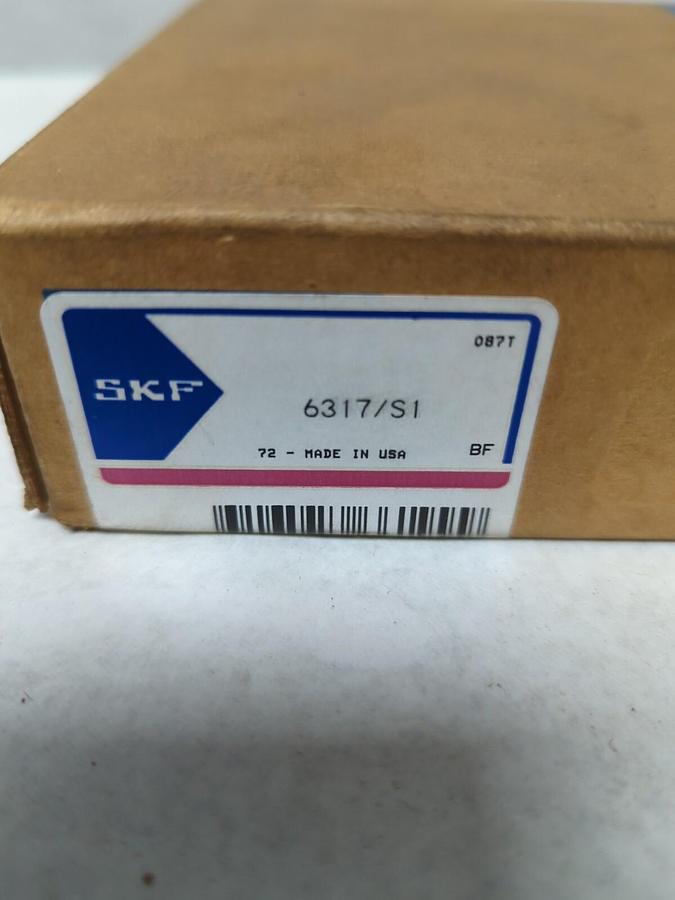 087T
SKF
6317/S1
72 - MADE IN USA
BF